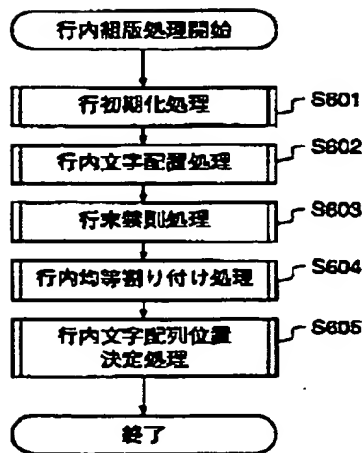 行内組版処理開始
行初期化処理
S601
行内文字配置処理
S602
行末禁則処理
S603
行内均等割り付け処理
S604
行内文字配列位置
決定処理
S605
終了